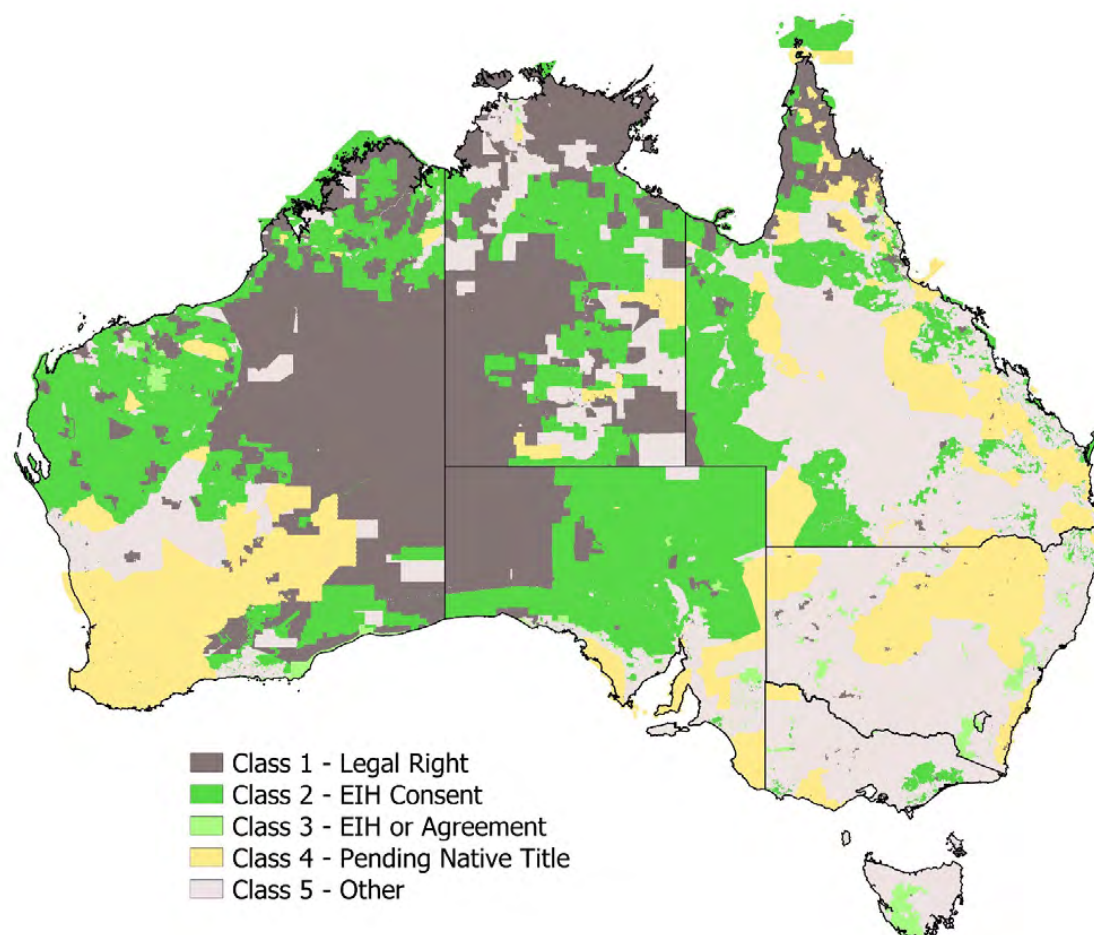 Class 1 - Legal Right
Class 2 - EIH Consent
Class 3 - EIH or Agreement
Class 4 - Pending Native Title
Class 5 - Other